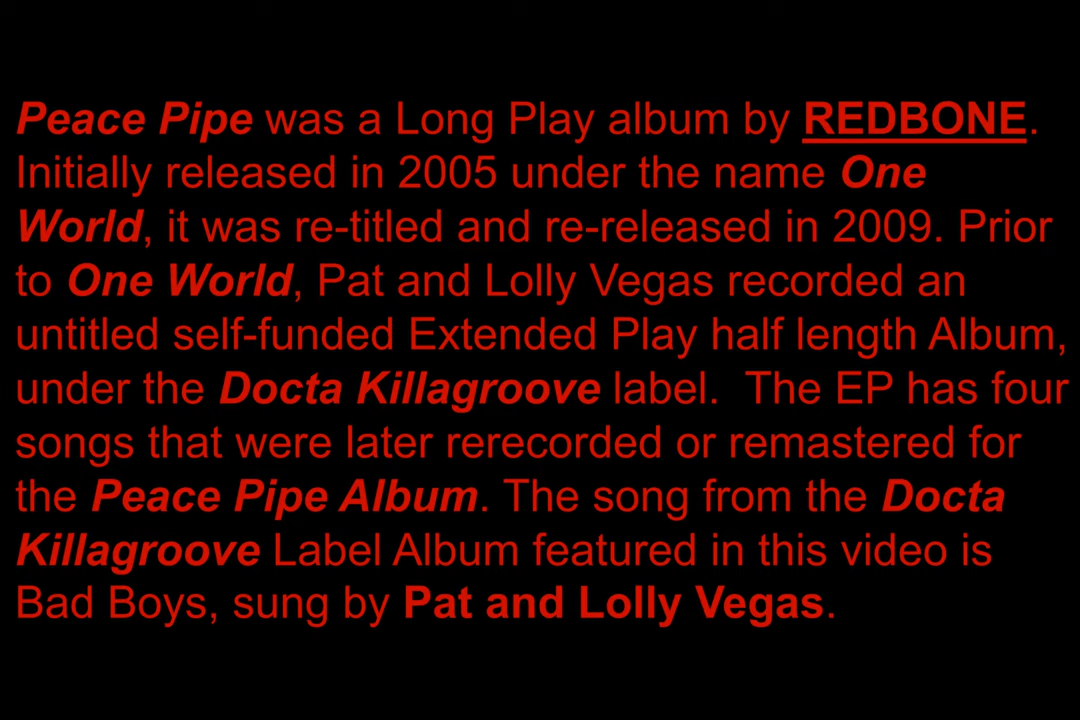 Peace Pipe was a Long Play album by REDBONE.
Initially released in 2005 under the name One
World, it was re-titled and re-released in 2009. Prior
to One World, Pat and Lolly Vegas recorded an
untitled self-funded Extended Play half length Album,
under the Docta Killagroove label.  The EP has four
songs that were later rerecorded or remastered for
the Peace Pipe Album. The song from the Docta
Killagroove Label Album featured in this video is
Bad Boys, sung by Pat and Lolly Vegas.